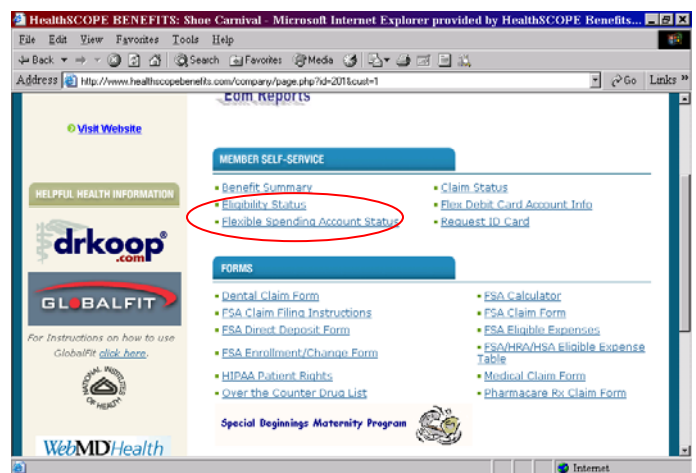 HealthSCOPE BENEFITS: Shoe Carnival - Microsoft Internet Explorer provided by HealthSCOPE Benefits...
File Edit View Favorites Tools Help
Back Search Favorites Media
Address http://www.healthscopebenefits.com/company/page.php?id=201&cust=1 Go Links »
Eom Reports
Visit Website
MEMBER SELF-SERVICE
Benefit Summary Claim Status
Eligibility Status Flex Debit Card Account Info
Flexible Spending Account Status Request ID Card
HELPFUL HEALTH INFORMATION
drkoop®
.com
GLOBALFIT
For Instructions on how to use
GlobalFit click here.
NATIONAL INSTITUTES
OF HEALTH
WebMDHealth
FORMS
Dental Claim Form FSA Calculator
FSA Claim Filing Instructions FSA Claim Form
FSA Direct Deposit Form FSA Eligible Expenses
FSA Enrollment/Change Form FSA/HRA/HSA Eligible Expense
Table
HIPAA Patient Rights Medical Claim Form
Over the Counter Drug List Pharmacare Rx Claim Form
Special Beginnings Maternity Program
Internet